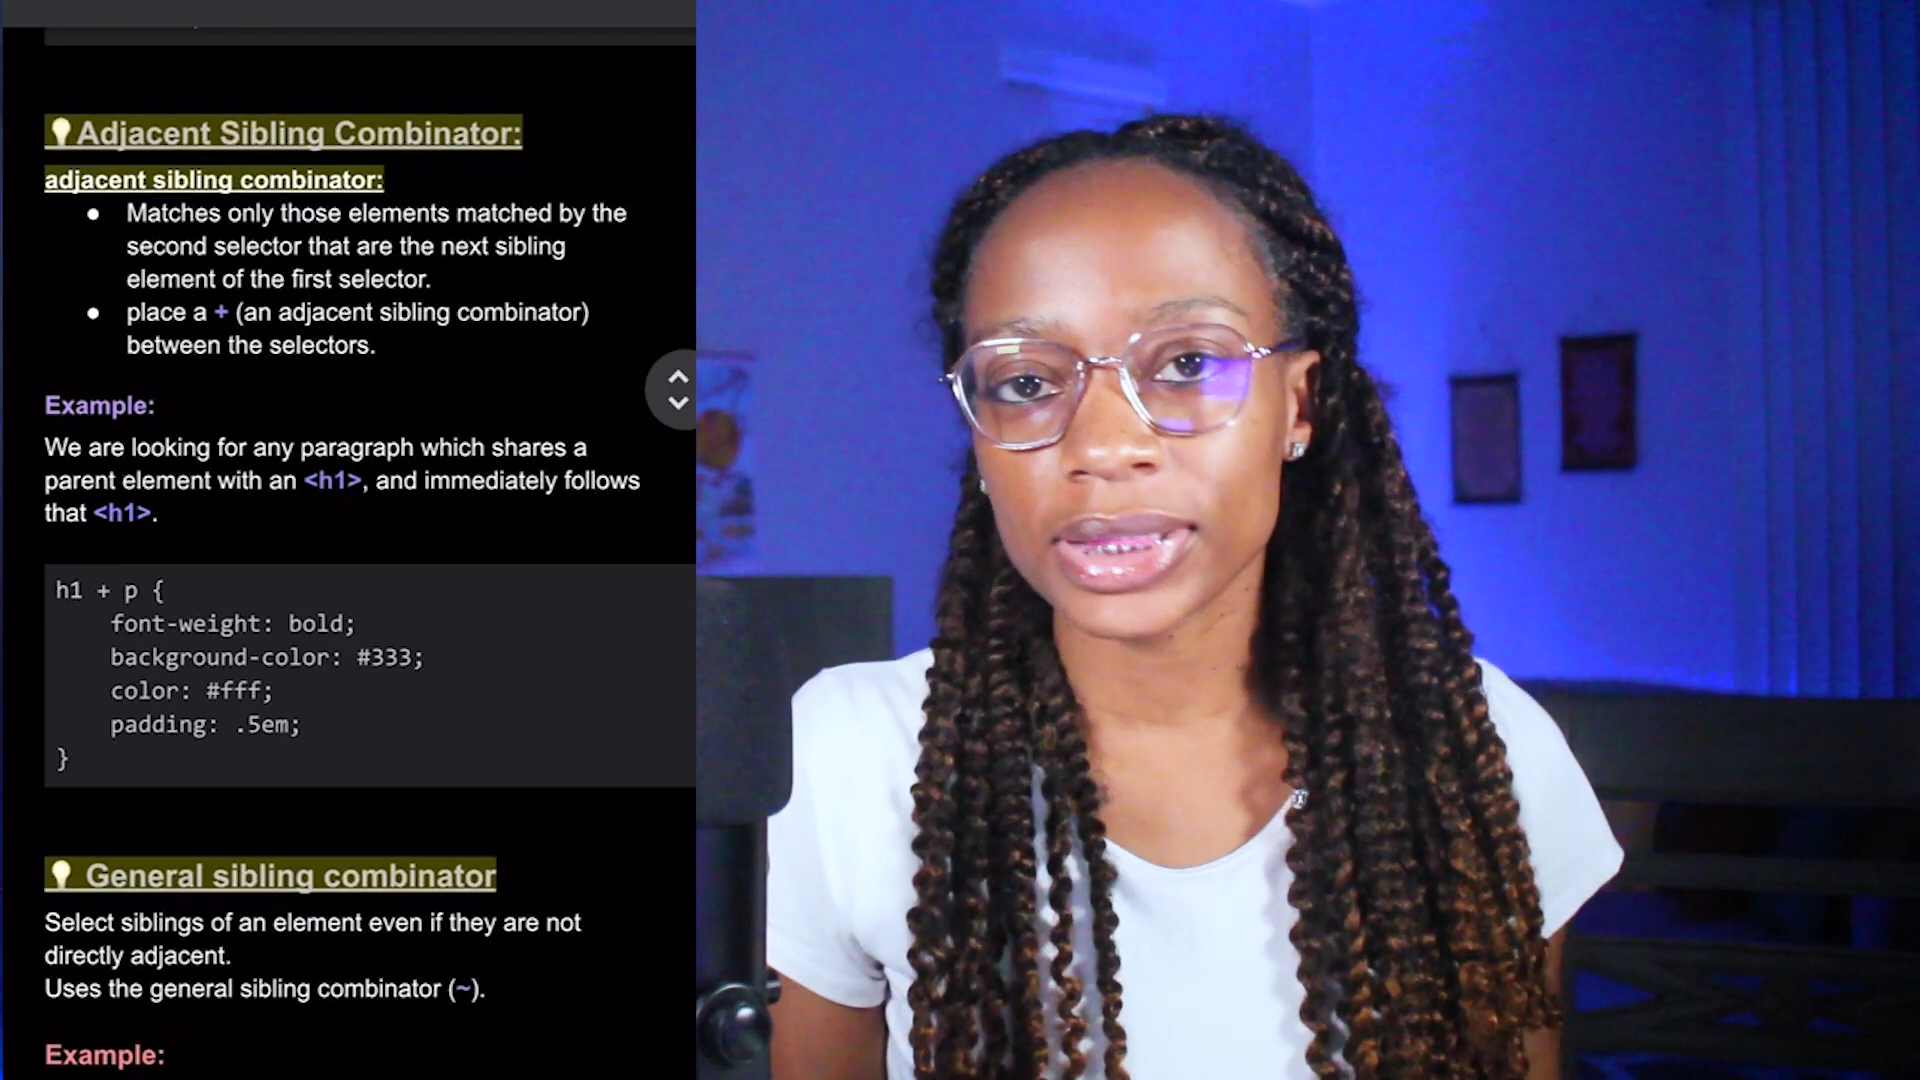 Adjacent Sibling Combinator:
adjacent sibling combinator:
● Matches only those elements matched by the
second selector that are the next sibling
element of the first selector.
● place a + (an adjacent sibling combinator)
between the selectors.
Example:
We are looking for any paragraph which shares a
parent element with an <h1>, and immediately follows
that <h1>.
h1 + p {
    font-weight: bold;
    background-color: #333;
    color: #fff;
    padding: .5em;
}
General sibling combinator
Select siblings of an element even if they are not
directly adjacent.
Uses the general sibling combinator (~).
Example: